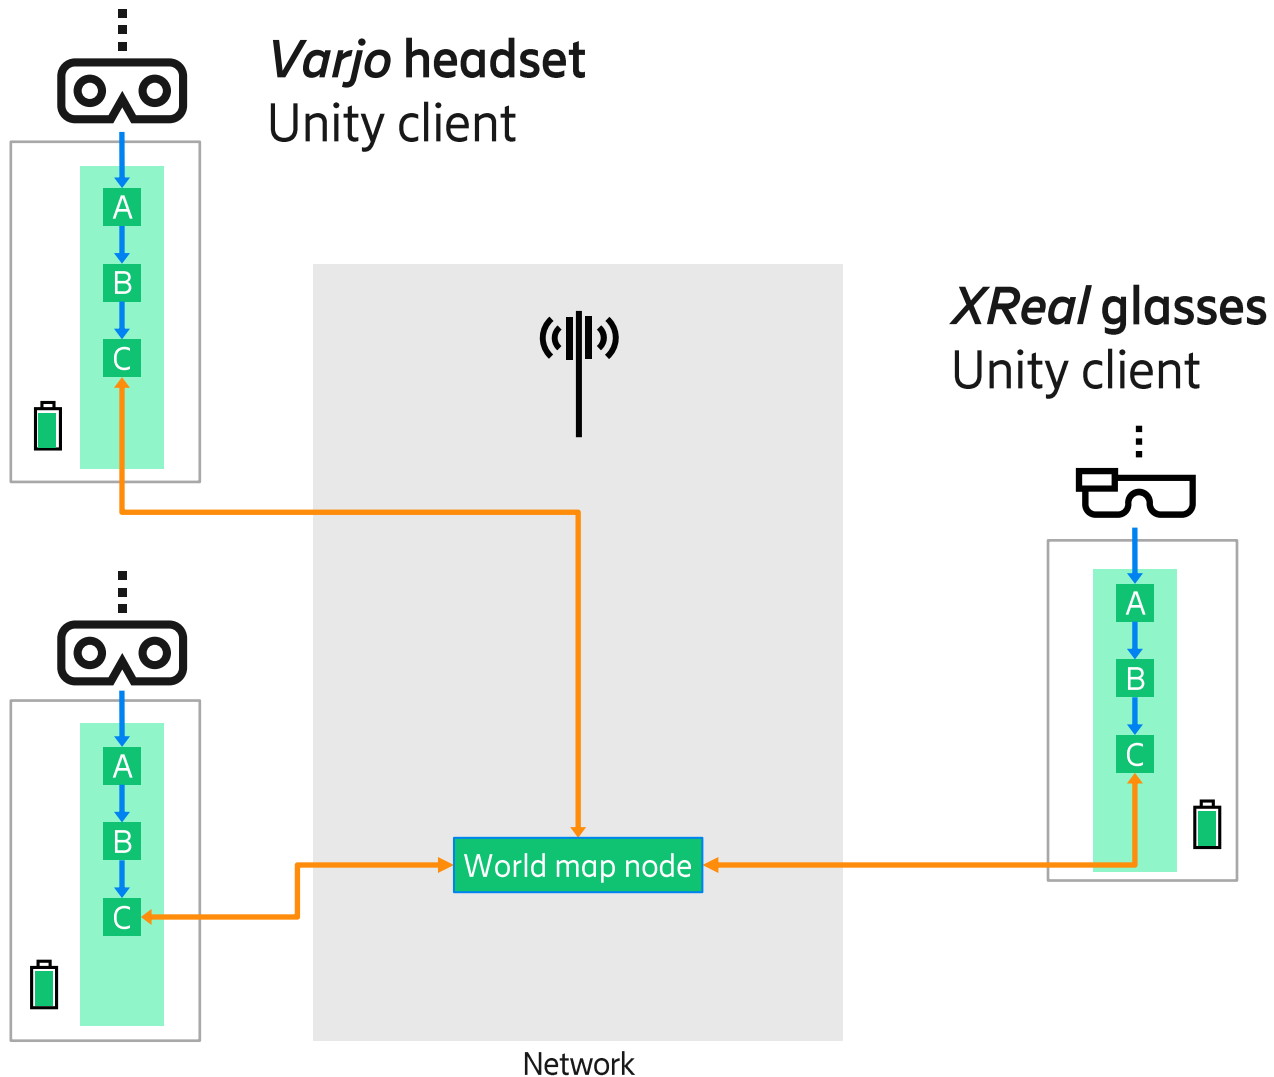 Varjo headset
Unity client
A
B
C
XReal glasses
Unity client
A
B
C
A
B
C
World map node
Network